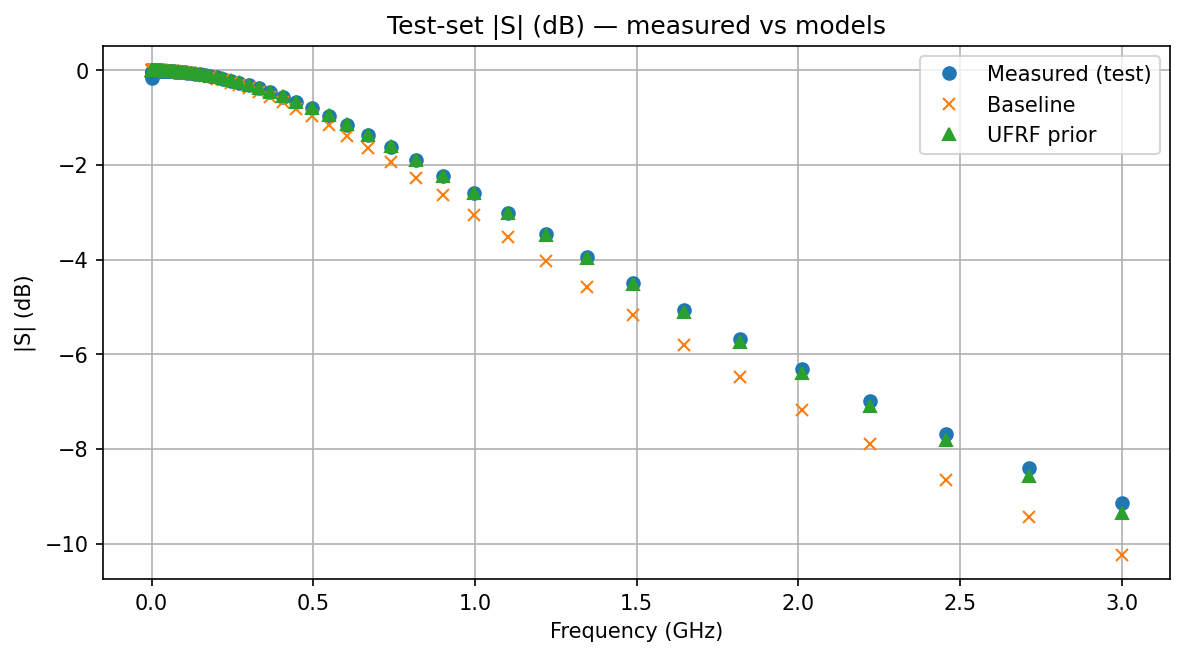 Test-set |S| (dB) — measured vs models
Measured (test)
Baseline
UFRF prior
|S| (dB)
0
−2
−4
−6
−8
−10
0.0 0.5 1.0 1.5 2.0 2.5 3.0
Frequency (GHz)